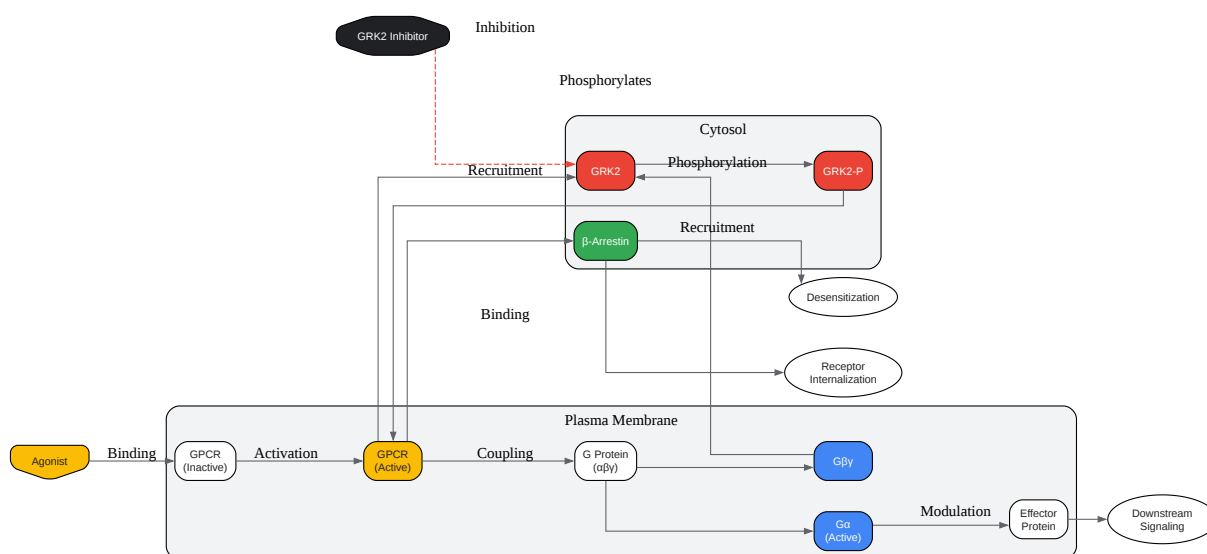 GRK2 Inhibitor
Inhibition
Phosphorylates
Cytosol
GRK2
Phosphorylation
GRK2-P
Recruitment
β-Arrestin
Recruitment
Desensitization
Binding
Receptor
Internalization
Plasma Membrane
Agonist
Binding
GPCR
(Inactive)
Activation
GPCR
(Active)
Coupling
G Protein
(αβγ)
Gβγ
Gα
(Active)
Modulation
Effector
Protein
Downstream
Signaling